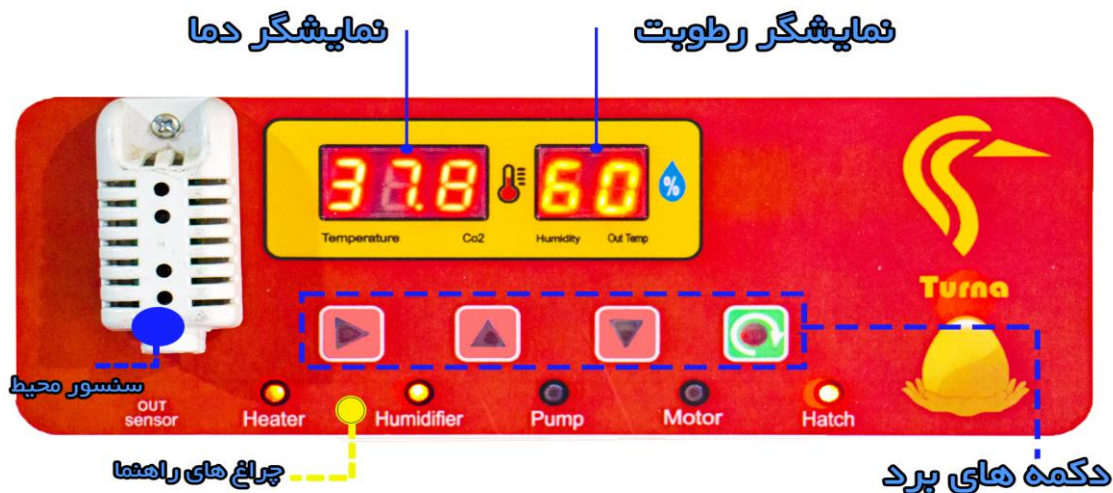 نمایشگر دما
نمایشگر رطوبت
37.8
60
%
Temperature
Co2
Humidity
Out Temp
Turna
سنسور محیط
OUT
sensor
Heater
Humidifier
Pump
Motor
Hatch
چراغ های راهنما
دکمه های برد